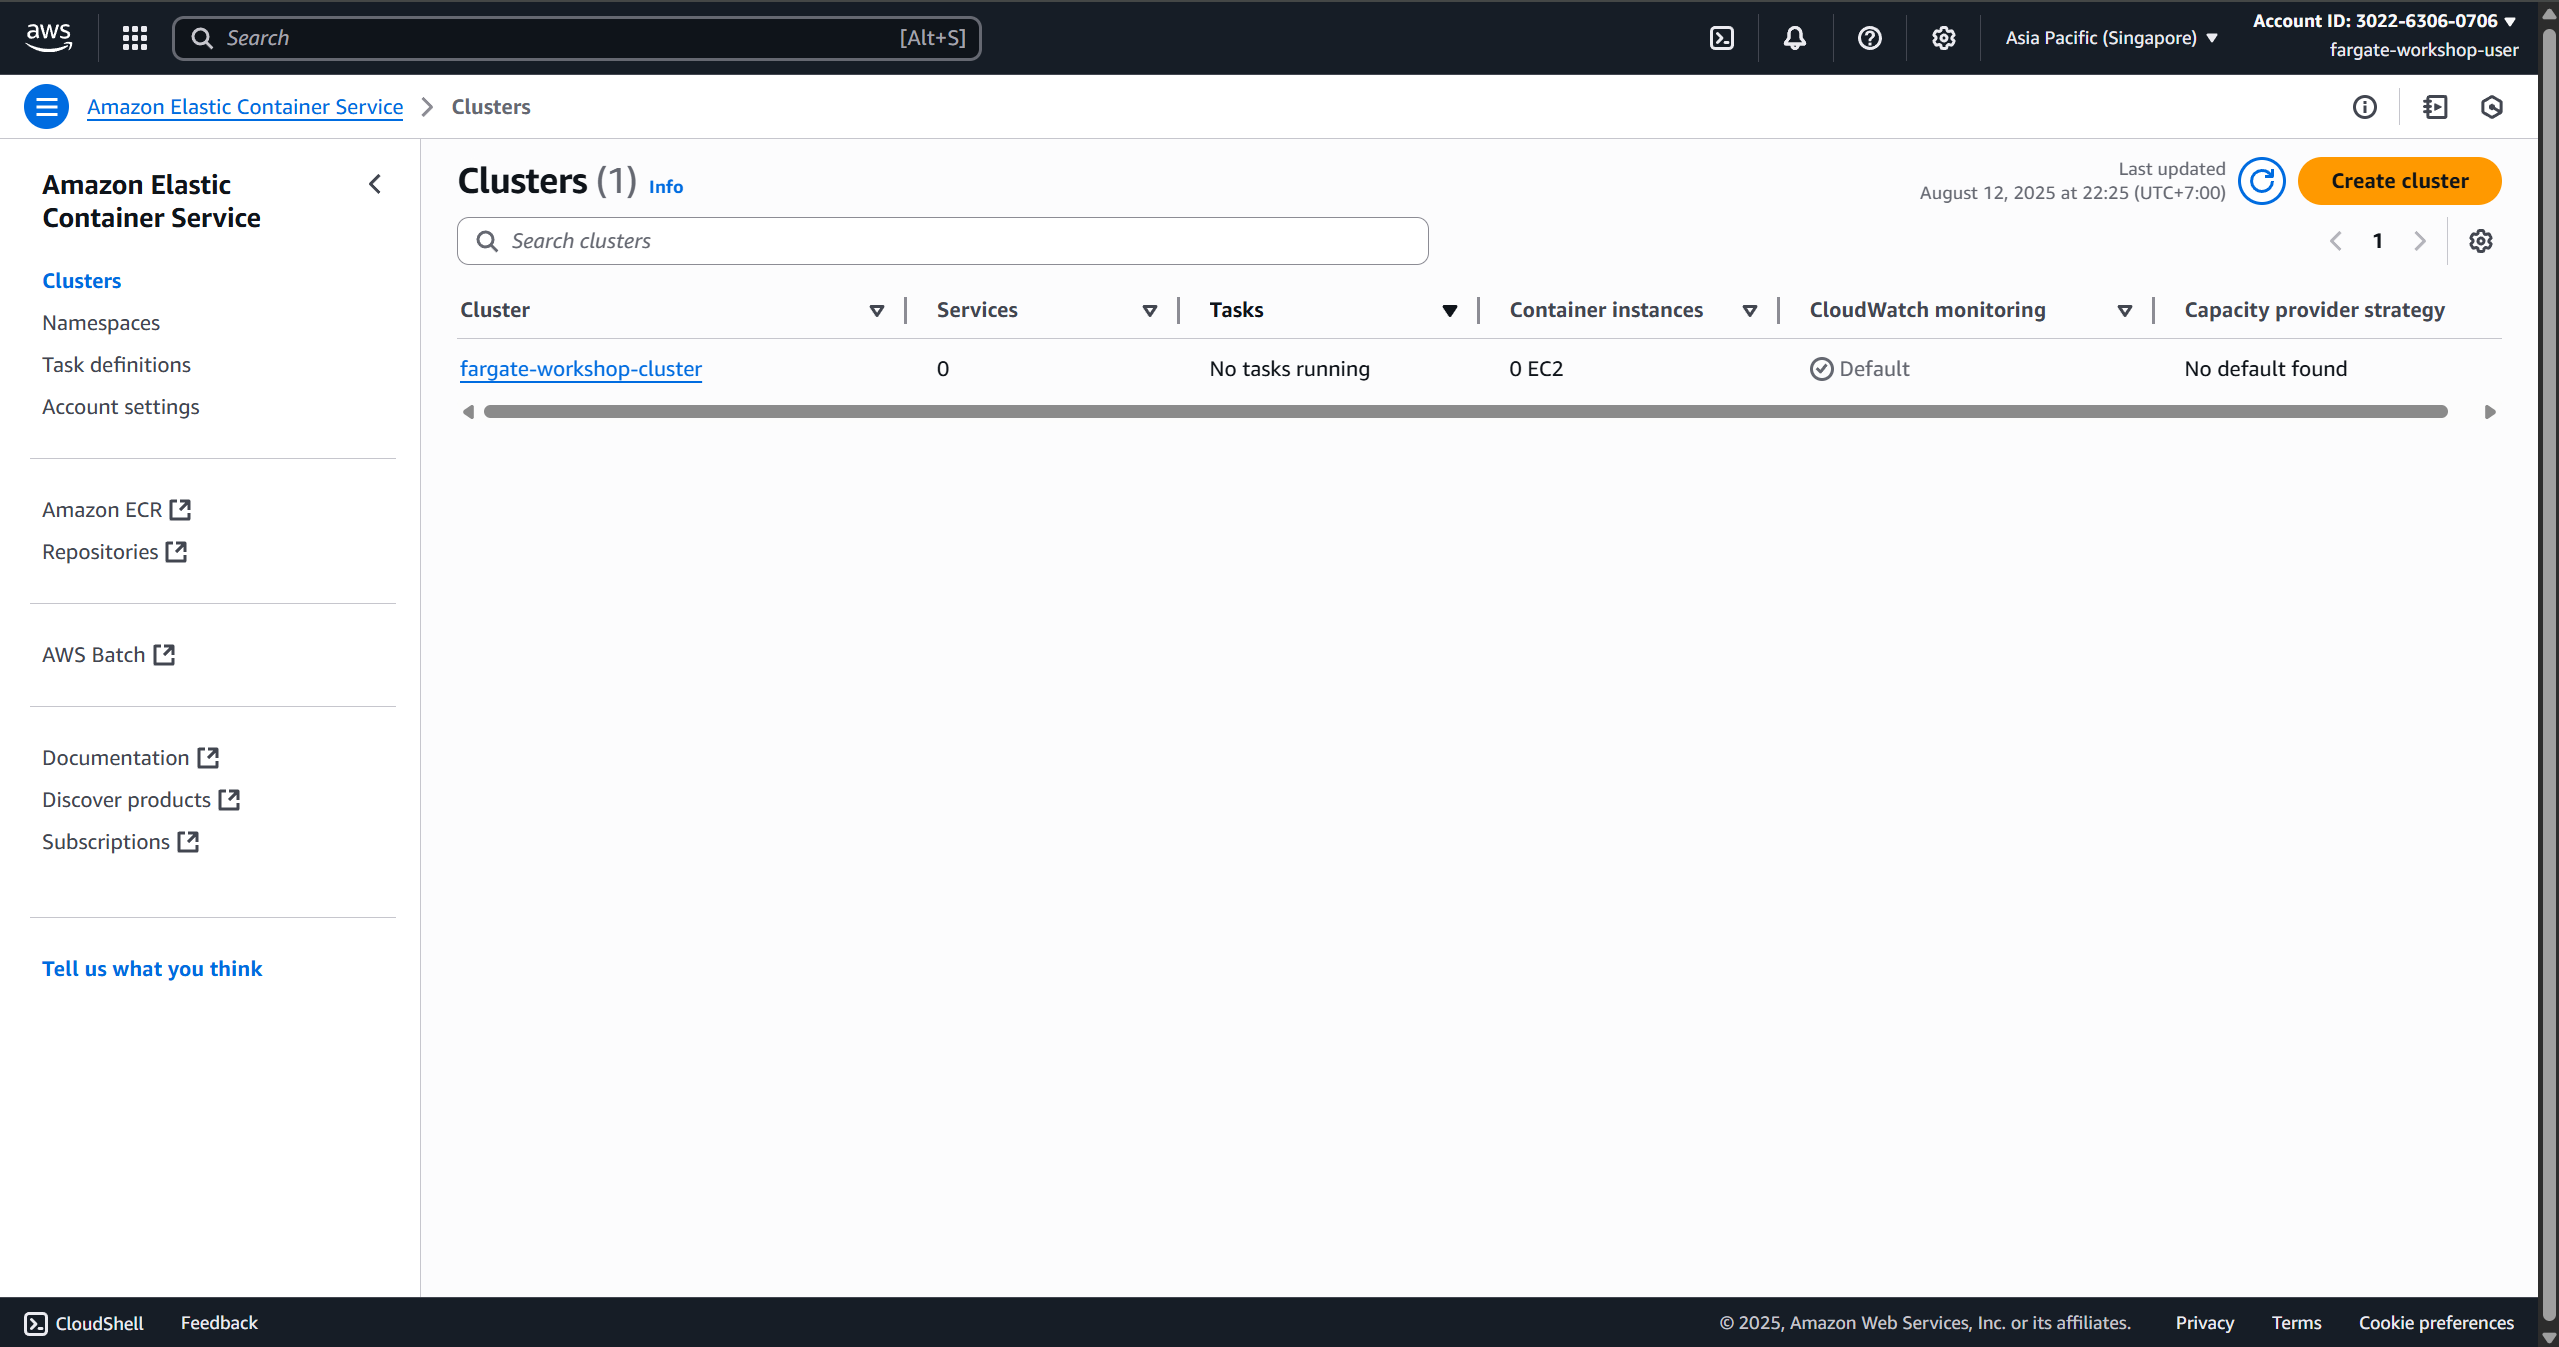 aws
Search [Alt+S]
Asia Pacific (Singapore)
Account ID: 3022-6306-0706
fargate-workshop-user
Amazon Elastic Container Service > Clusters
Amazon Elastic
Container Service
Clusters
Namespaces
Task definitions
Account settings
Amazon ECR
Repositories
AWS Batch
Documentation
Discover products
Subscriptions
Tell us what you think
Clusters (1) Info
Last updated
August 12, 2025 at 22:25 (UTC+7:00)
Create cluster
Search clusters
1
Cluster Services Tasks Container instances CloudWatch monitoring Capacity provider strategy
fargate-workshop-cluster 0 No tasks running 0 EC2 Default No default found
CloudShell Feedback © 2025, Amazon Web Services, Inc. or its affiliates. Privacy Terms Cookie preferences